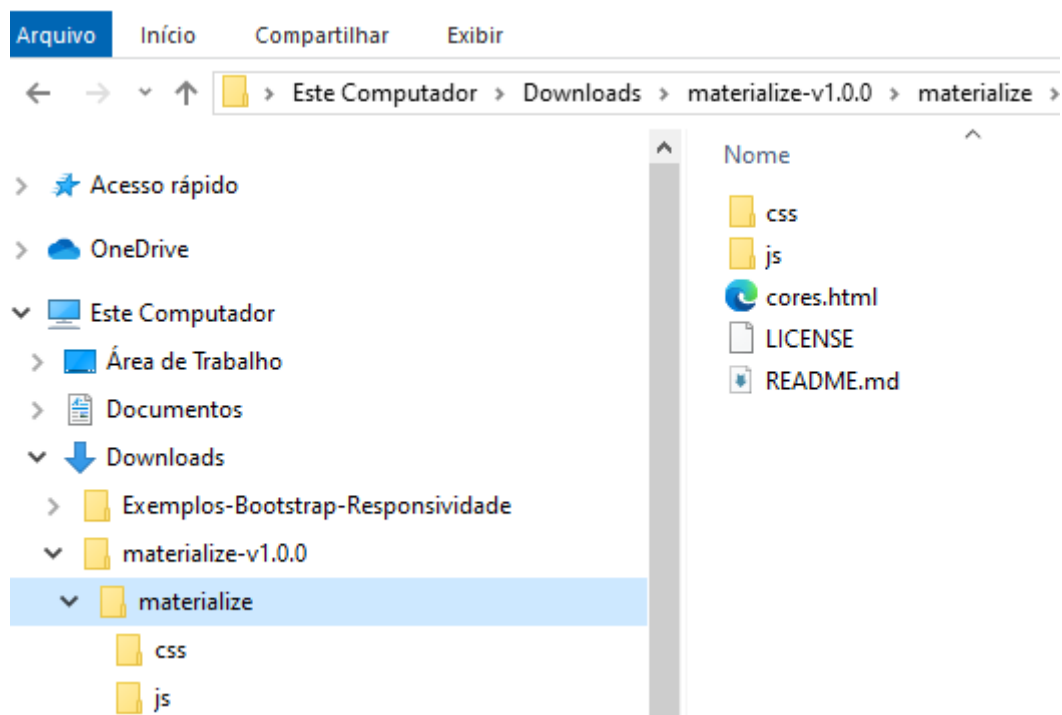 Arquivo Início Compartilhar Exibir
Este Computador Downloads materialize-v1.0.0 materialize
Nome
Acesso rápido
OneDrive
Este Computador
Área de Trabalho
Documentos
Downloads
Exemplos-Bootstrap-Responsividade
materialize-v1.0.0
materialize
css
js
css
js
cores.html
LICENSE
README.md